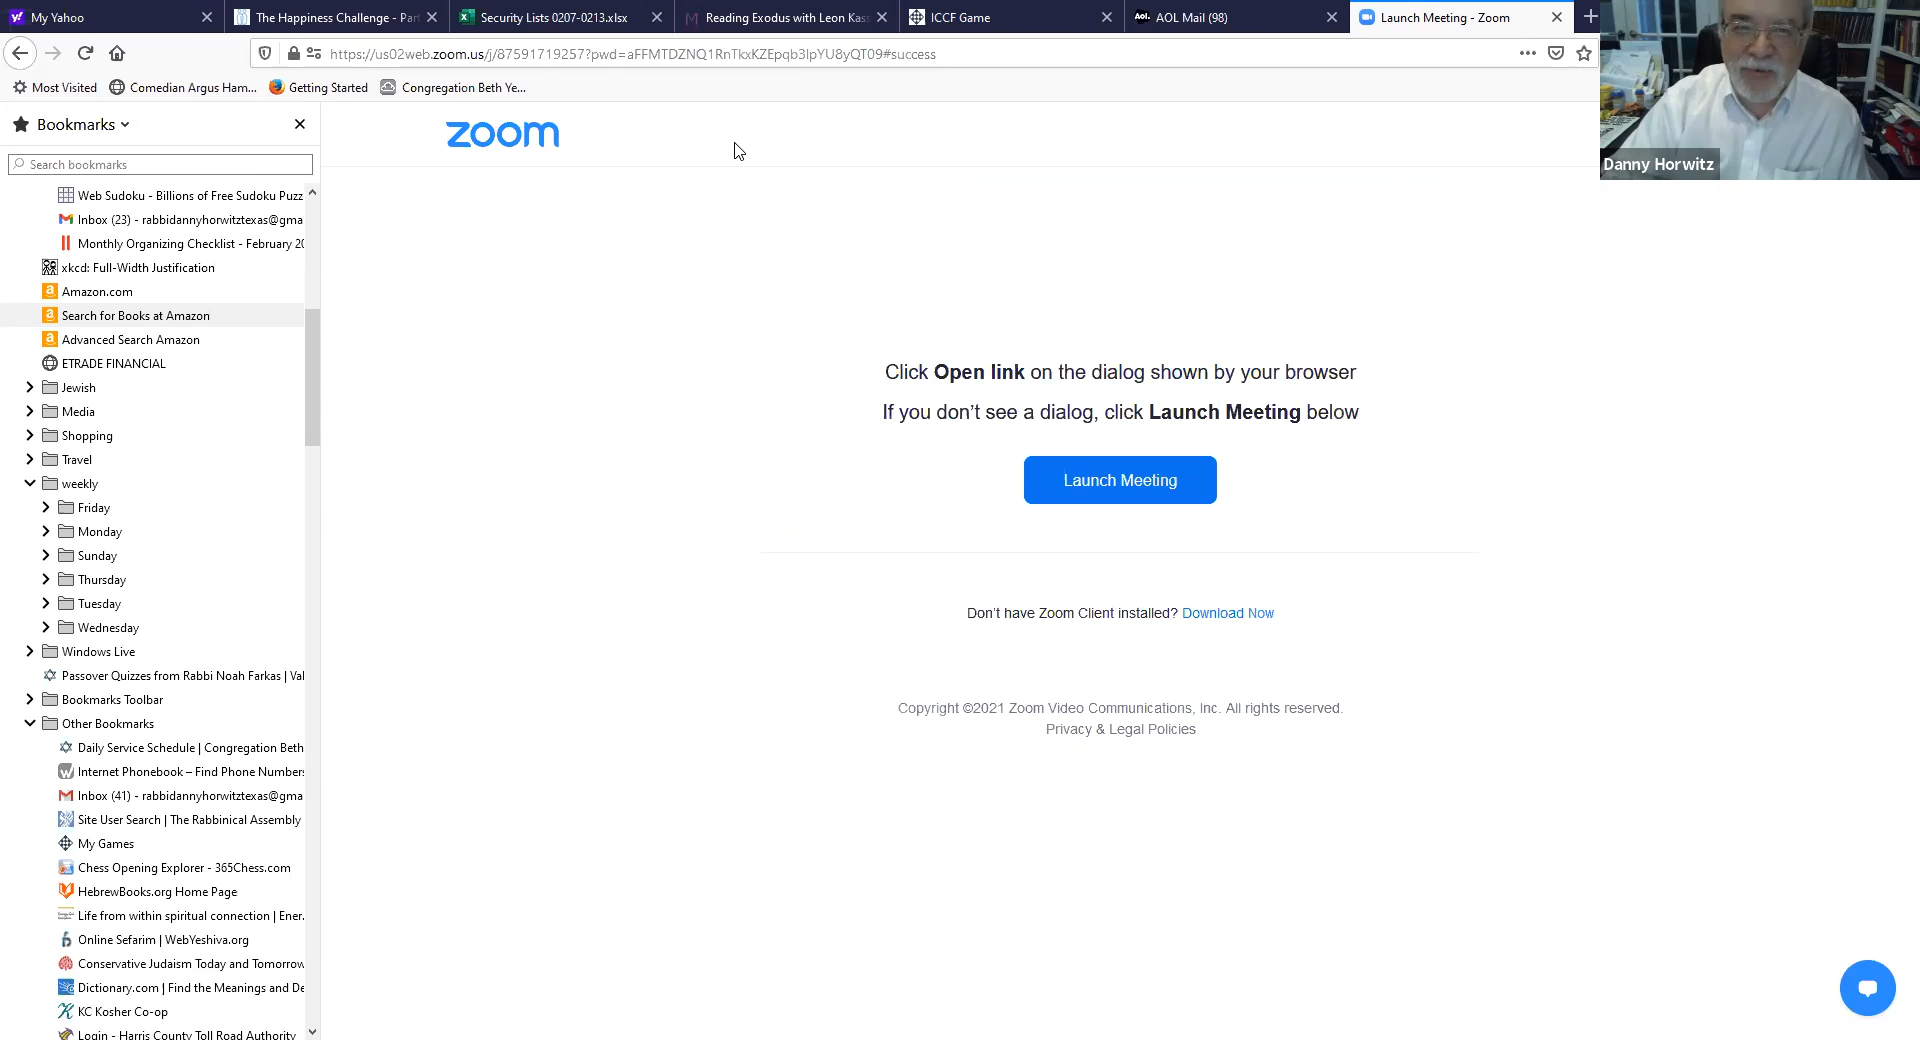 My Yahoo
The Happiness Challenge - Part
Security Lists 0207-0213.xlsx
Reading Exodus with Leon Kass
ICCF Game
AOL Mail (98)
Launch Meeting - Zoom
https://us02web.zoom.us/j/87591719257?pwd=aFFMTDZNQ1RnTkxKZEpqb3lpYU8yQT09#success
Most Visited
Comedian Argus Ham...
Getting Started
Congregation Beth Ye...
Bookmarks
Search bookmarks
Web Sudoku - Billions of Free Sudoku Puzz
Inbox (23) - rabbidannyhorwitztexas@gma
Monthly Organizing Checklist - February 20
xkcd: Full-Width Justification
Amazon.com
Search for Books at Amazon
Advanced Search Amazon
ETRADE FINANCIAL
Jewish
Media
Shopping
Travel
weekly
Friday
Monday
Sunday
Thursday
Tuesday
Wednesday
Windows Live
Passover Quizzes from Rabbi Noah Farkas | Val
Bookmarks Toolbar
Other Bookmarks
Daily Service Schedule | Congregation Beth
Internet Phonebook – Find Phone Numbers
Inbox (41) - rabbidannyhorwitztexas@gma
Site User Search | The Rabbinical Assembly
My Games
Chess Opening Explorer - 365Chess.com
HebrewBooks.org Home Page
Life from within spiritual connection | Ener.
Online Sefarim | WebYeshiva.org
Conservative Judaism Today and Tomorrow
Dictionary.com | Find the Meanings and De
KC Kosher Co-op
Login - Harris County Toll Road Authority
zoom
Click Open link on the dialog shown by your browser
If you don't see a dialog, click Launch Meeting below
Launch Meeting
Don't have Zoom Client installed? Download Now
Copyright ©2021 Zoom Video Communications, Inc. All rights reserved.
Privacy & Legal Policies
Danny Horwitz